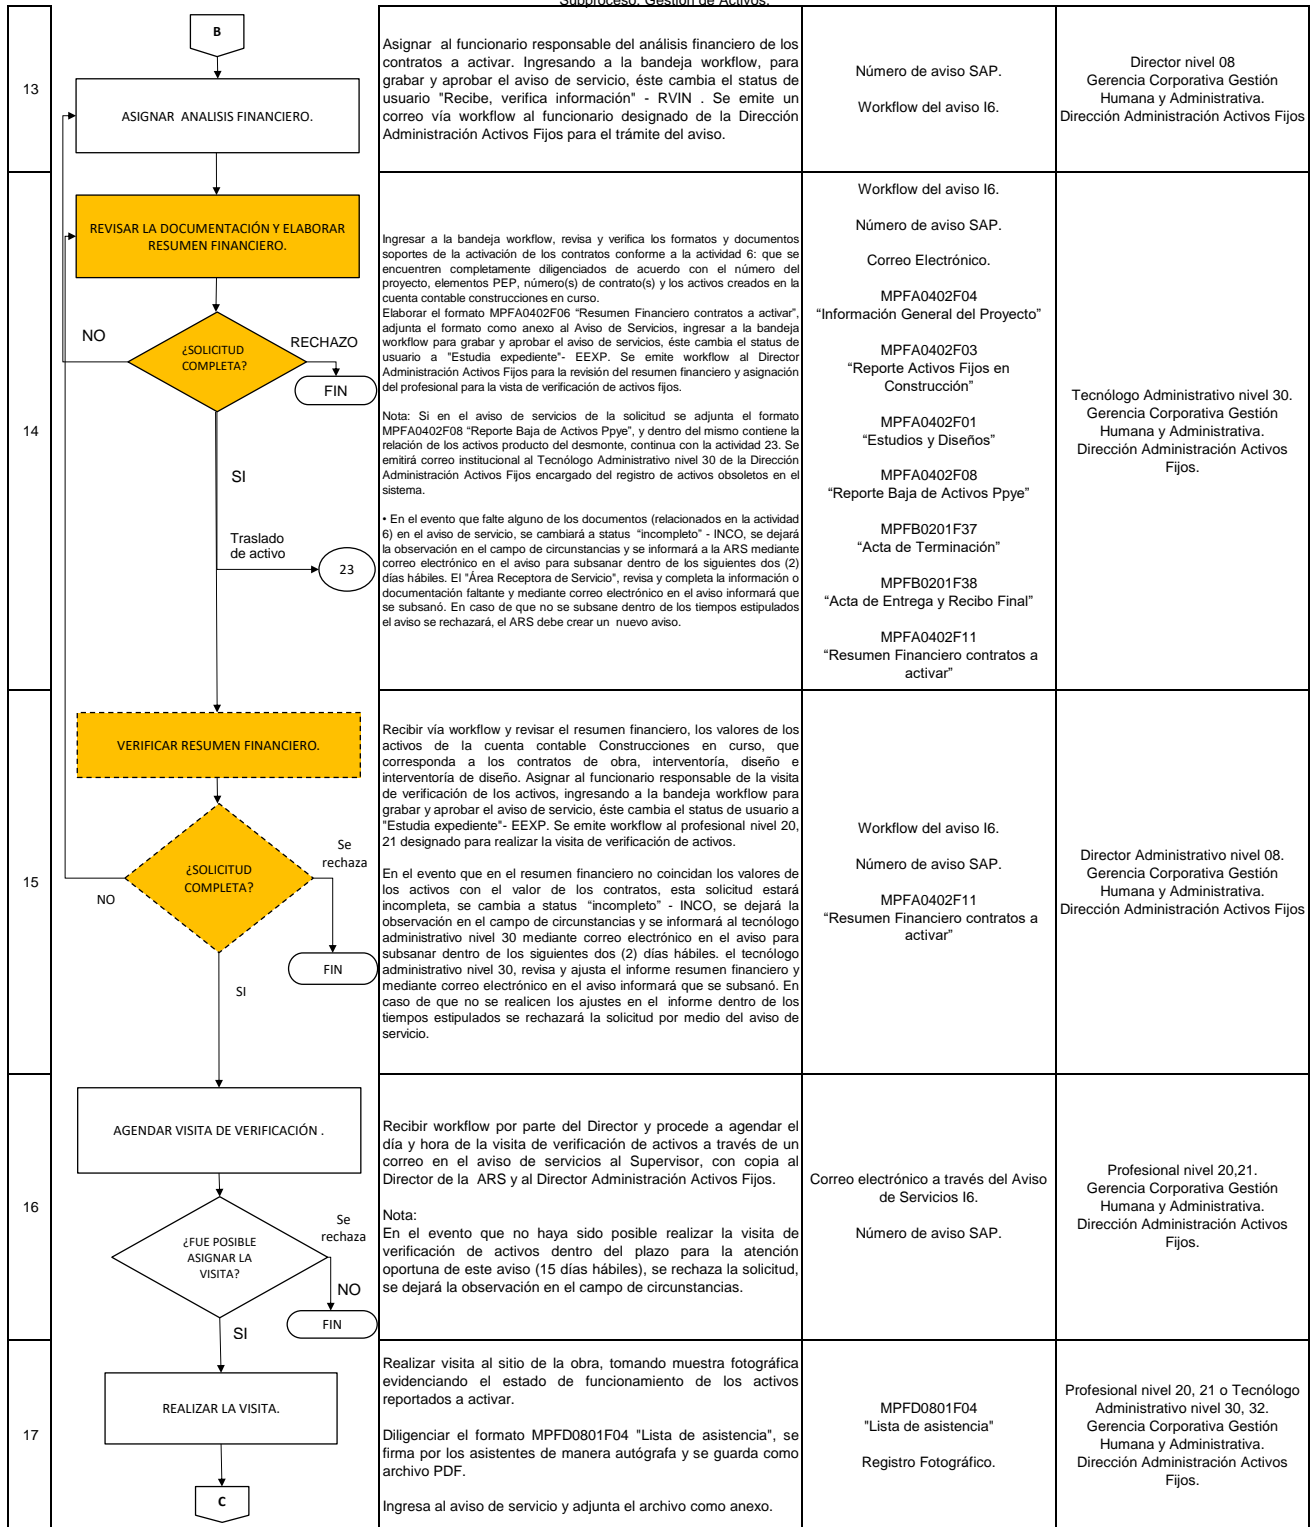 Subproceso: Gestión de Activos.
13
B
ASIGNAR  ANALISIS FINANCIERO.
Asignar  al funcionario responsable del análisis financiero de los
contratos a activar. Ingresando a la bandeja workflow, para
grabar y aprobar el aviso de servicio, éste cambia el status de
usuario "Recibe, verifica información" - RVIN . Se emite un
correo vía workflow al funcionario designado de la Dirección
Administración Activos Fijos para el trámite del aviso.
Número de aviso SAP.
Workflow del aviso I6.
Director nivel 08
Gerencia Corporativa Gestión
Humana y Administrativa.
Dirección Administración Activos Fijos
14
REVISAR LA DOCUMENTACIÓN Y ELABORAR
RESUMEN FINANCIERO.
¿SOLICITUD
COMPLETA?
NO
RECHAZO
FIN
SI
Traslado
de activo
23
Ingresar a la bandeja workflow, revisa y verifica los formatos y documentos
soportes de la activación de los contratos conforme a la actividad 6: que se
encuentren completamente diligenciados de acuerdo con el número del
proyecto, elementos PEP, número(s) de contrato(s) y los activos creados en la
cuenta contable construcciones en curso.
Elaborar el formato MPFA0402F06 “Resumen Financiero contratos a activar”,
adjunta el formato como anexo al Aviso de Servicios, ingresar a la bandeja
workflow para grabar y aprobar el aviso de servicios, éste cambia el status de
usuario a "Estudia expediente"- EEXP. Se emite workflow al Director
Administración Activos Fijos para la revisión del resumen financiero y asignación
del profesional para la vista de verificación de activos fijos.
Nota: Si en el aviso de servicios de la solicitud se adjunta el formato
MPFA0402F08 “Reporte Baja de Activos Ppye”, y dentro del mismo contiene la
relación de los activos producto del desmonte, continua con la actividad 23. Se
emitirá correo institucional al Tecnólogo Administrativo nivel 30 de la Dirección
Administración Activos Fijos encargado del registro de activos obsoletos en el
sistema.
• En el evento que falte alguno de los documentos (relacionados en la actividad
6) en el aviso de servicio, se cambiará a status  “incompleto” - INCO, se dejará
la observación en el campo de circunstancias y se informará a la ARS mediante
correo electrónico en el aviso para subsanar dentro de los siguientes dos (2)
días hábiles. El "Área Receptora de Servicio", revisa y completa la información o
documentación faltante y mediante correo electrónico en el aviso informará que
se subsanó. En caso de que no se subsane dentro de los tiempos estipulados
el aviso se rechazará, el ARS debe crear un  nuevo aviso.
Workflow del aviso I6.
Número de aviso SAP.
Correo Electrónico.
MPFA0402F04
“Información General del Proyecto”
MPFA0402F03
“Reporte Activos Fijos en
Construcción”
MPFA0402F01
“Estudios y Diseños”
MPFA0402F08
“Reporte Baja de Activos Ppye”
MPFB0201F37
“Acta de Terminación”
MPFB0201F38
“Acta de Entrega y Recibo Final”
MPFA0402F11
“Resumen Financiero contratos a
activar”
Tecnólogo Administrativo nivel 30.
Gerencia Corporativa Gestión
Humana y Administrativa.
Dirección Administración Activos
Fijos.
15
VERIFICAR RESUMEN FINANCIERO.
¿SOLICITUD
COMPLETA?
Se
rechaza
NO
FIN
SI
Recibir vía workflow y revisar el resumen financiero, los valores de los
activos de la cuenta contable Construcciones en curso, que
corresponda a los contratos de obra, interventoría, diseño e
interventoría de diseño. Asignar al funcionario responsable de la visita
de verificación de los activos, ingresando a la bandeja workflow para
grabar y aprobar el aviso de servicio, éste cambia el status de usuario a
"Estudia expediente"- EEXP. Se emite workflow al profesional nivel 20,
21 designado para realizar la visita de verificación de activos.
En el evento que en el resumen financiero no coincidan los valores de
los activos con el valor de los contratos, esta solicitud estará
incompleta, se cambia a status  “incompleto” - INCO, se dejará la
observación en el campo de circunstancias y se informará al tecnólogo
administrativo nivel 30 mediante correo electrónico en el aviso para
subsanar dentro de los siguientes dos (2) días hábiles. el tecnólogo
administrativo nivel 30, revisa y ajusta el informe resumen financiero y
mediante correo electrónico en el aviso informará que se subsanó. En
caso de que no se realicen los ajustes en el  informe dentro de los
tiempos estipulados se rechazará la solicitud por medio del aviso de
servicio.
Workflow del aviso I6.
Número de aviso SAP.
MPFA0402F11
“Resumen Financiero contratos a
activar”
Director Administrativo nivel 08.
Gerencia Corporativa Gestión
Humana y Administrativa.
Dirección Administración Activos Fijos
16
AGENDAR VISITA DE VERIFICACIÓN .
¿FUE POSIBLE
ASIGNAR LA
VISITA?
Se
rechaza
NO
FIN
SI
Recibir workflow por parte del Director y procede a agendar el
día y hora de la visita de verificación de activos a través de un
correo en el aviso de servicios al Supervisor, con copia al
Director de la  ARS y al Director Administración Activos Fijos.
Nota:
En el evento que no haya sido posible realizar la visita de
verificación de activos dentro del plazo para la atención
oportuna de este aviso (15 días hábiles), se rechaza la solicitud,
se dejará la observación en el campo de circunstancias.
Correo electrónico a través del Aviso
de Servicios I6.
Número de aviso SAP.
Profesional nivel 20,21.
Gerencia Corporativa Gestión
Humana y Administrativa.
Dirección Administración Activos
Fijos.
17
REALIZAR LA VISITA.
C
Realizar visita al sitio de la obra, tomando muestra fotográfica
evidenciando el estado de funcionamiento de los activos
reportados a activar.
Diligenciar el formato MPFD0801F04 "Lista de asistencia", se
firma por los asistentes de manera autógrafa y se guarda como
archivo PDF.
Ingresa al aviso de servicio y adjunta el archivo como anexo.
MPFD0801F04
"Lista de asistencia"
Registro Fotográfico.
Profesional nivel 20, 21 o Tecnólogo
Administrativo nivel 30, 32.
Gerencia Corporativa Gestión
Humana y Administrativa.
Dirección Administración Activos
Fijos.